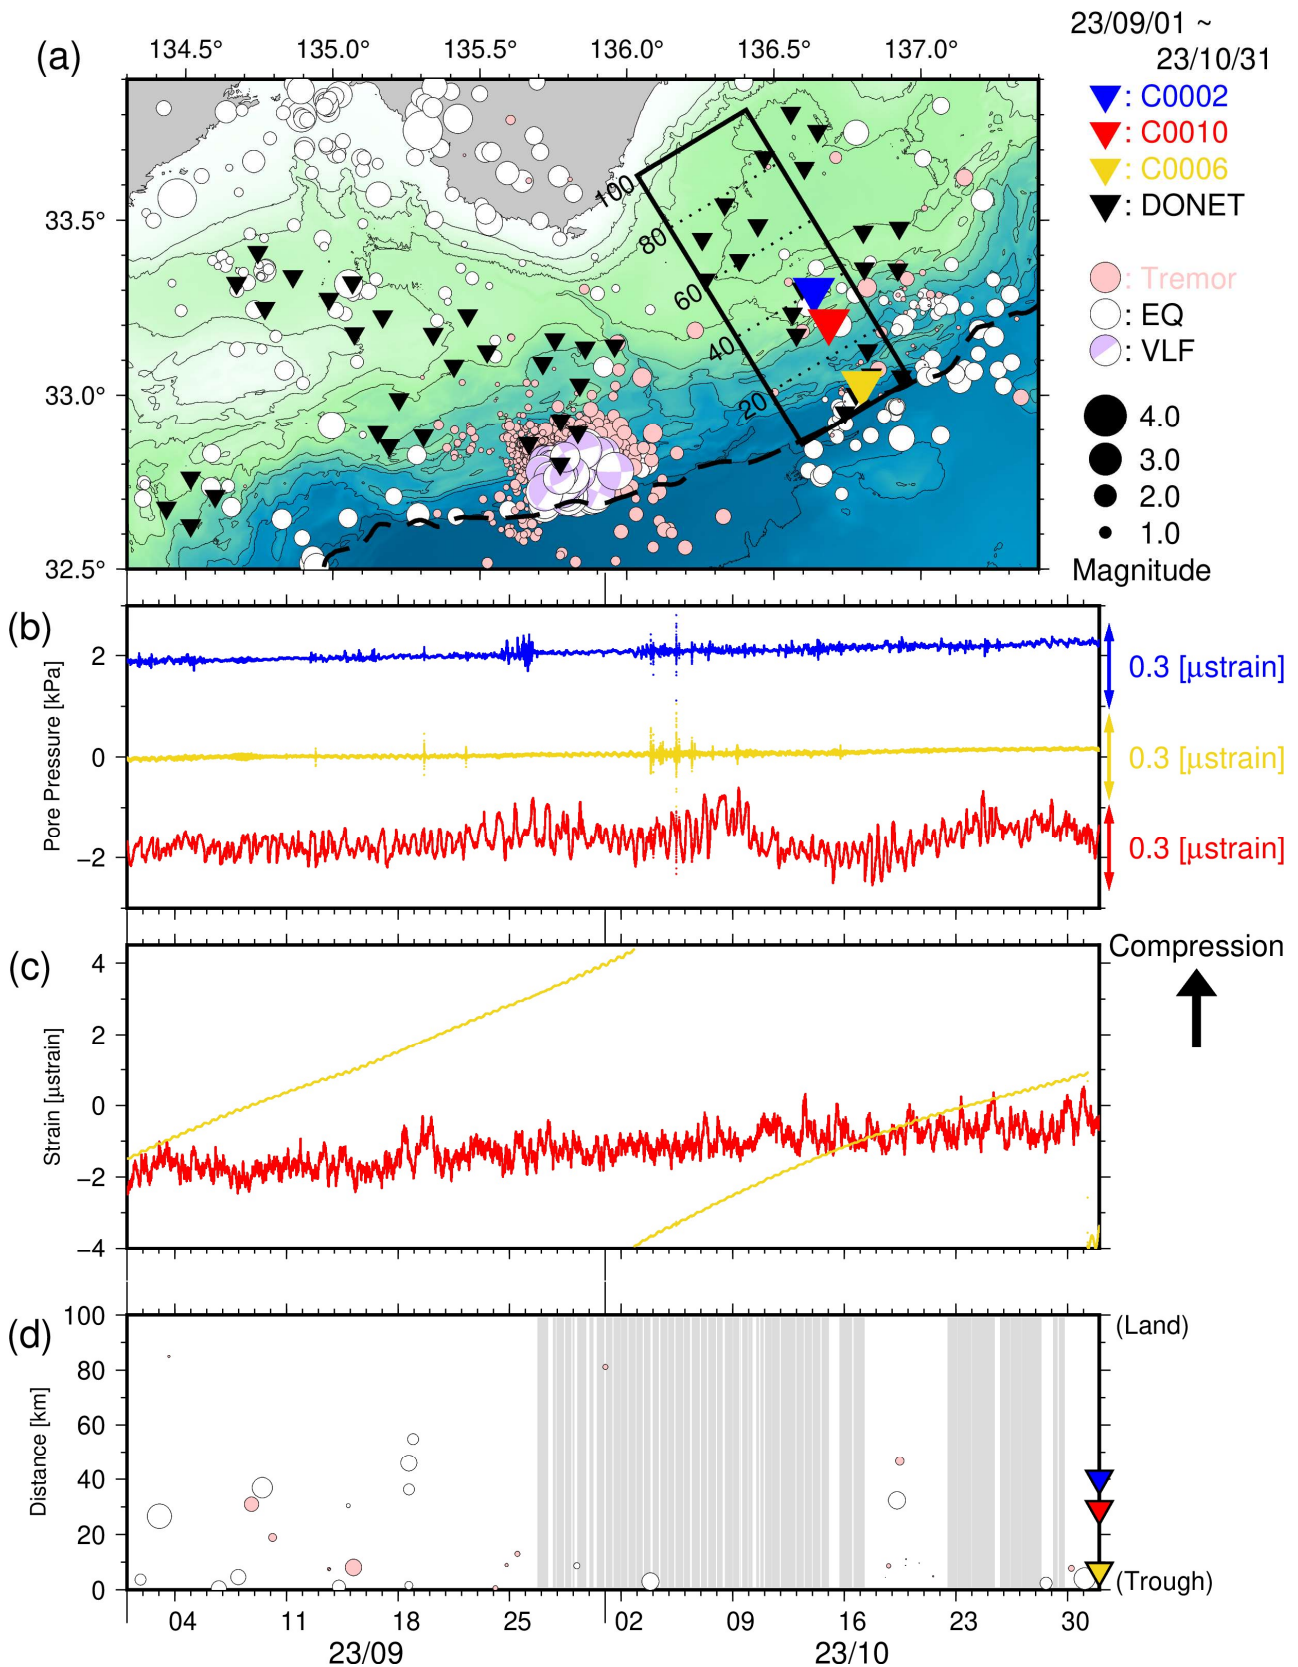 (a)
134.5° 135.0° 135.5° 136.0° 136.5° 137.0°
23/09/01 ~
23/10/31
: C0002
: C0010
: C0006
: DONET
: Tremor
: EQ
: VLF
4.0
3.0
2.0
1.0
Magnitude
33.5°
33.0°
32.5°
100
80
60
40
20
(b)
Pore Pressure [kPa]
2
0
−2
0.3 [μstrain]
0.3 [μstrain]
0.3 [μstrain]
(c)
Strain [μstrain]
4
2
0
−2
−4
Compression
(d)
Distance [km]
100
80
60
40
20
0
(Land)
(Trough)
04 11 18 25 02 09 16 23 30
23/09 23/10